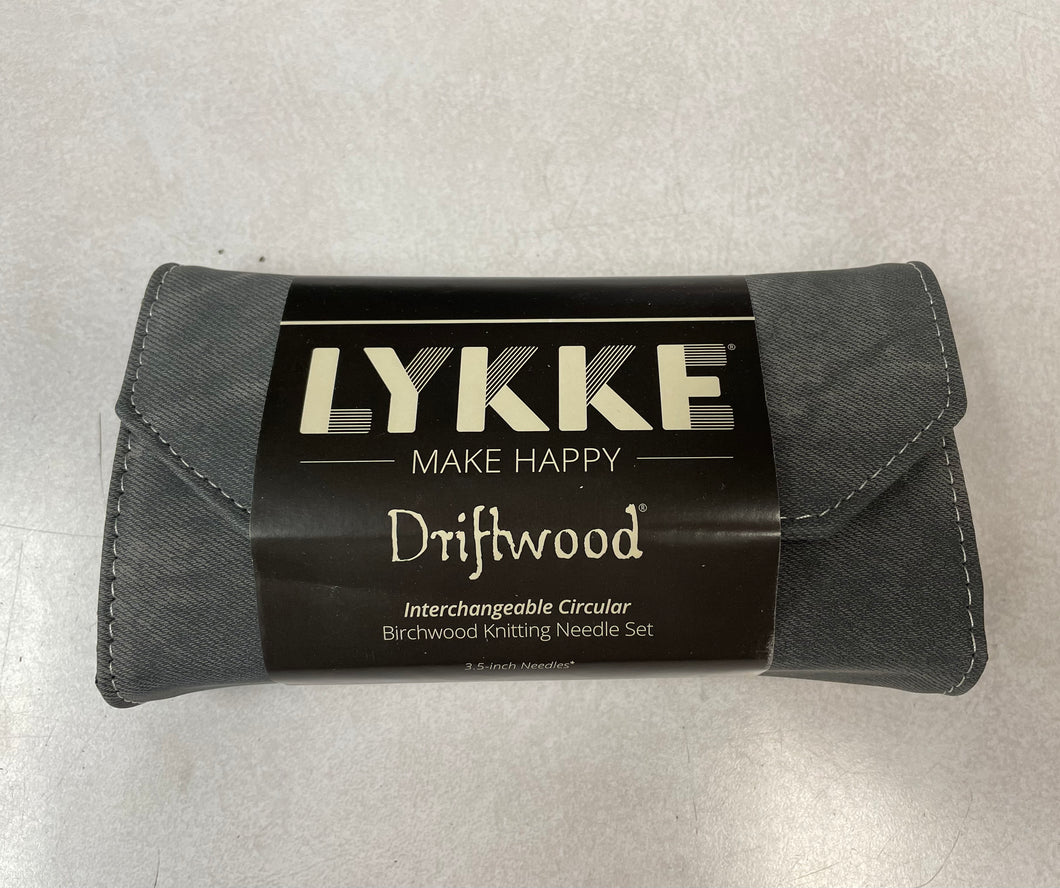 LYKKE®
MAKE HAPPY
Driftwood®
Interchangeable Circular
Birchwood Knitting Needle Set
3.5-inch Needles*